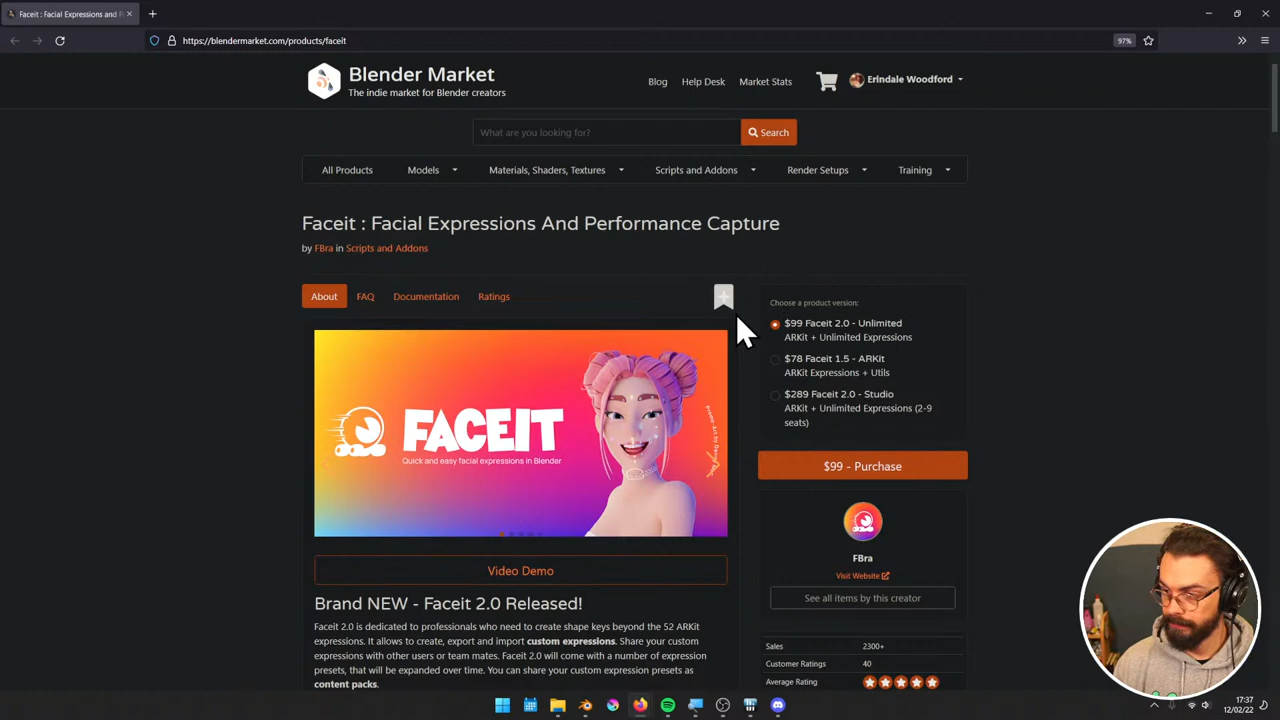 Faceit : Facial Expressions and P
https://blendermarket.com/products/faceit
97%
Blender Market
The indie market for Blender creators
Blog
Help Desk
Market Stats
Erindale Woodford
What are you looking for?
Search
All Products
Models
Materials, Shaders, Textures
Scripts and Addons
Render Setups
Training
Faceit : Facial Expressions And Performance Capture
by FBra in Scripts and Addons
About
FAQ
Documentation
Ratings
Choose a product version:
$99 Faceit 2.0 - Unlimited
ARKit + Unlimited Expressions
$78 Faceit 1.5 - ARKit
ARKit Expressions + Utils
$289 Faceit 2.0 - Studio
ARKit + Unlimited Expressions (2-9
seats)
$99 - Purchase
FACEIT
Quick and easy facial expressions in Blender
FBra
Visit Website
See all items by this creator
Video Demo
Brand NEW - Faceit 2.0 Released!
Faceit 2.0 is dedicated to professionals who need to create shape keys beyond the 52 ARKit
expressions. It allows to create, export and import custom expressions. Share your custom
expressions with other users or team mates. Faceit 2.0 will come with a number of expression
presets, that will be expanded over time. You can share your custom expression presets as
content packs.
Sales 2300+
Customer Ratings 40
Average Rating
17:37
12/02/22